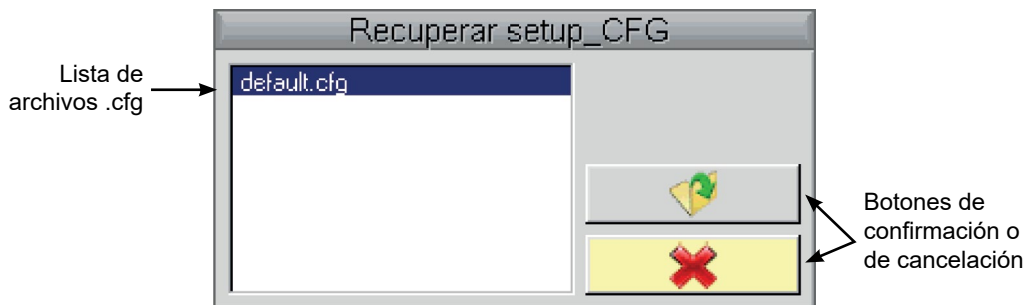 Recuperar setup_CFG
Lista de
archivos .cfg
default.cfg
Botones de
confirmación o
de cancelación